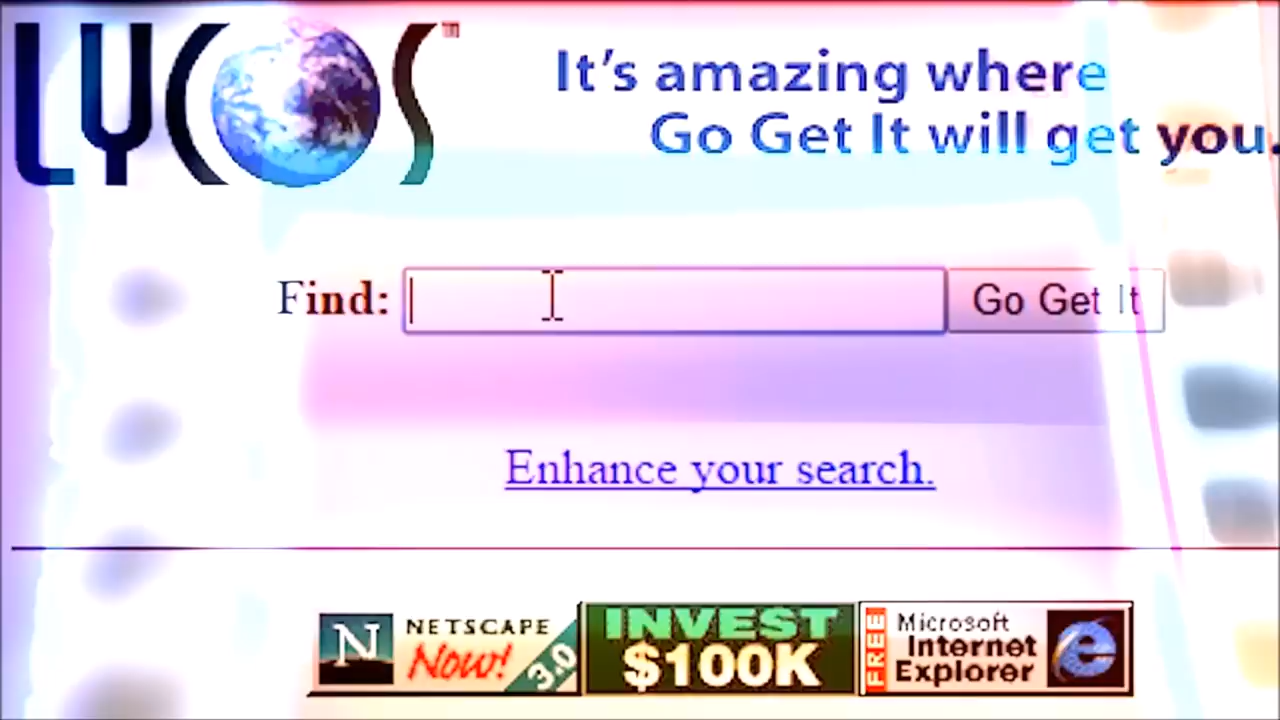 LYCOS™
It's amazing where
Go Get It will get you.
Find:
Go Get It
Enhance your search.
N NETSCAPE
Now! 3.0
INVEST
$100K
FREE
Microsoft
Internet
Explorer